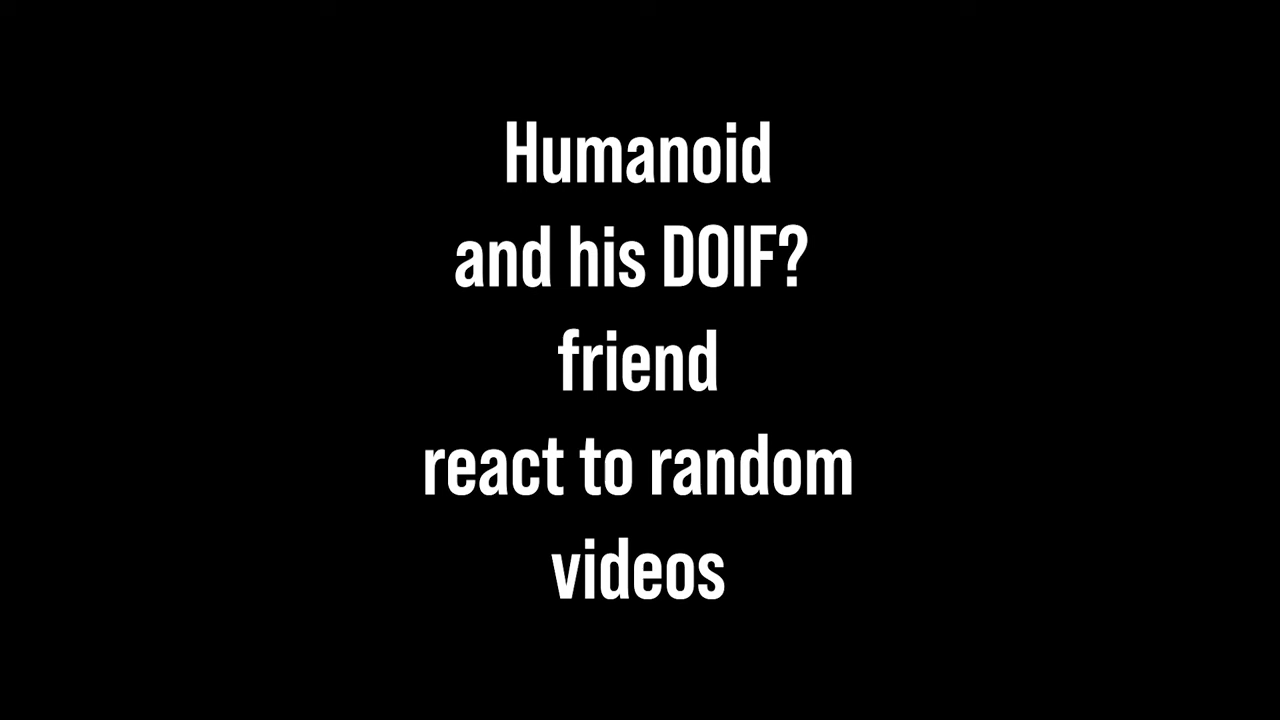 Humanoid
and his DOIF?
friend
react to random
videos